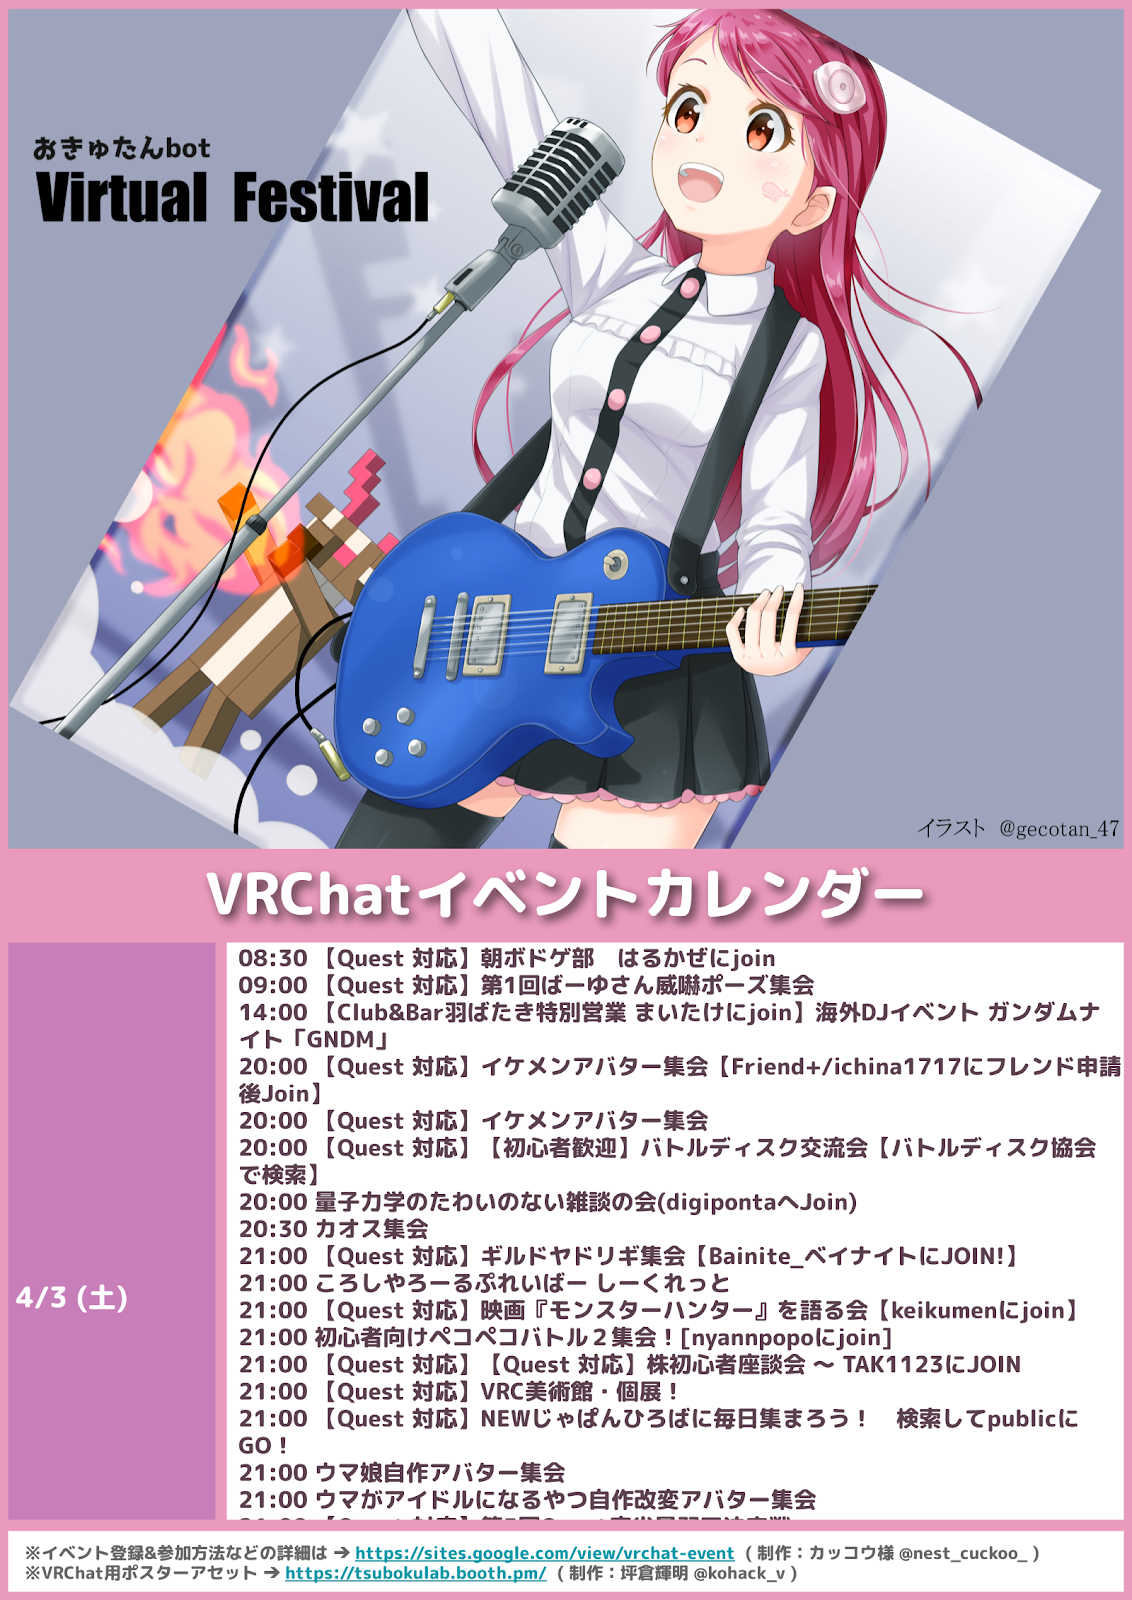 おきゅたんbot
Virtual Festival
イラスト @gecotan_47
VRChatイベントカレンダー
4/3 (土)
08:30 【Quest 対応】朝ボドゲ部　はるかぜにjoin
09:00 【Quest 対応】第1回ばーゆさん威嚇ポーズ集会
14:00 【Club&Bar羽ばたき特別営業 まいたけにjoin】海外DJイベント ガンダムナ
イト「GNDM」
20:00 【Quest 対応】イケメンアバター集会【Friend+/ichina1717にフレンド申請
後Join】
20:00 【Quest 対応】イケメンアバター集会
20:00 【Quest 対応】【初心者歓迎】バトルディスク交流会【バトルディスク協会
で検索】
20:00 量子力学のたわいのない雑談の会(digipontaへJoin)
20:30 カオス集会
21:00 【Quest 対応】ギルドヤドリギ集会【Bainite_ベイナイトにJOIN!】
21:00 ころしやろーるぷれいばー しーくれっと
21:00 【Quest 対応】映画『モンスターハンター』を語る会【keikumenにjoin】
21:00 初心者向けペコペコバトル２集会！[nyannpopoにjoin]
21:00 【Quest 対応】【Quest 対応】株初心者座談会 ～ TAK1123にJOIN
21:00 【Quest 対応】VRC美術館・個展！
21:00 【Quest 対応】NEWじゃぱんひろばに毎日集まろう！　検索してpublicに
GO！
21:00 ウマ娘自作アバター集会
21:00 ウマがアイドルになるやつ自作改変アバター集会
※イベント登録&参加方法などの詳細は ➔ https://sites.google.com/view/vrchat-event （ 制作：カッコウ様 @nest_cuckoo_ ）
※VRChat用ポスターアセット ➔ https://tsubokulab.booth.pm/ （ 制作：坪倉輝明 @kohack_v ）